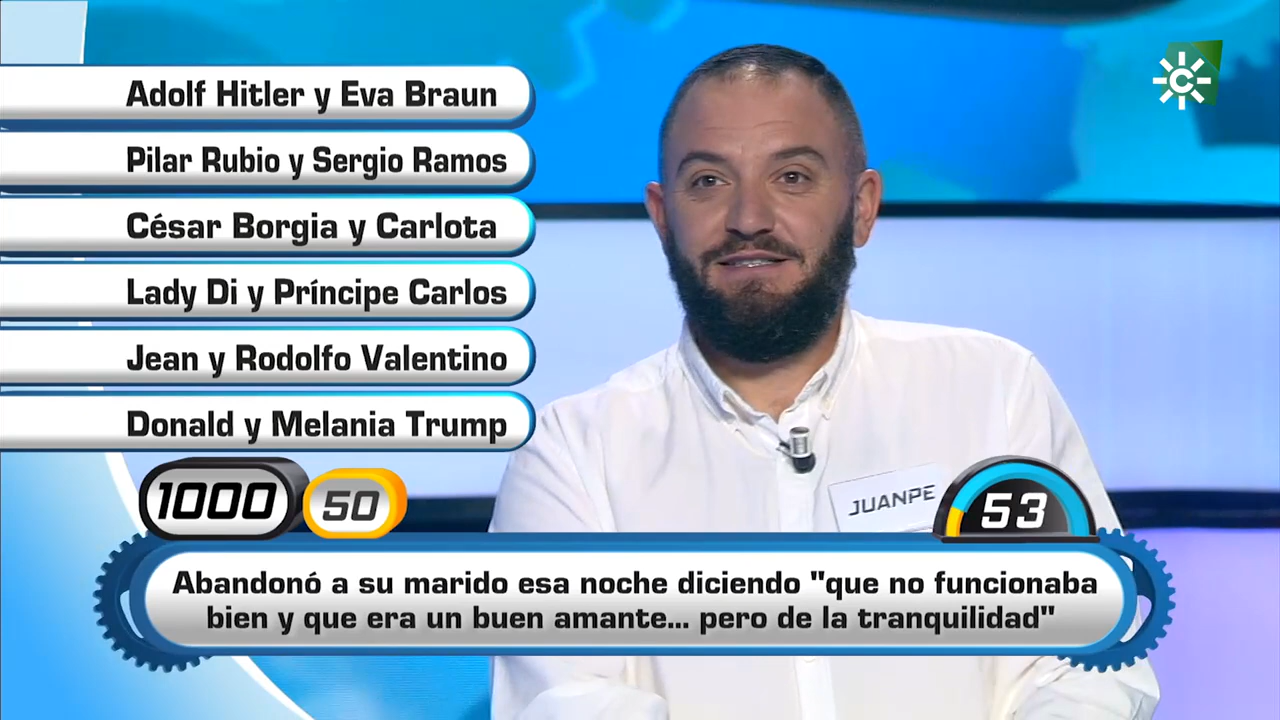 Adolf Hitler y Eva Braun
Pilar Rubio y Sergio Ramos
César Borgia y Carlota
Lady Di y Príncipe Carlos
Jean y Rodolfo Valentino
Donald y Melania Trump
1000
50
JUANPE
53
Abandonó a su marido esa noche diciendo "que no funcionaba
bien y que era un buen amante... pero de la tranquilidad"
C